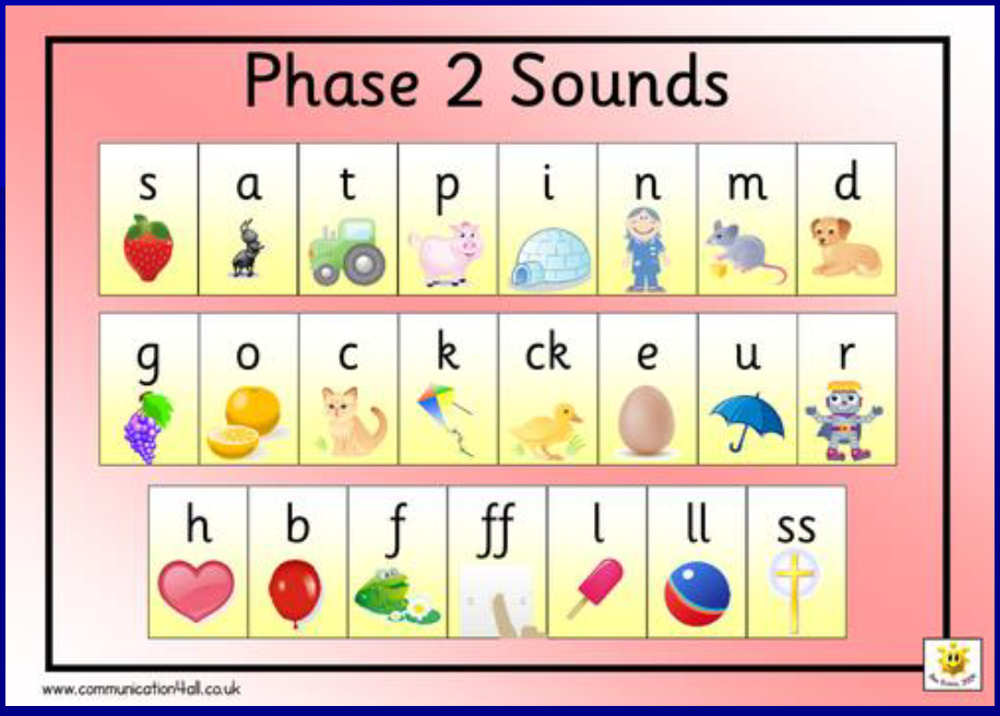 Phase 2 Sounds
s a t p i n m d
g o c k ck e u r
h b f ff l ll ss
www.communication4all.co.uk